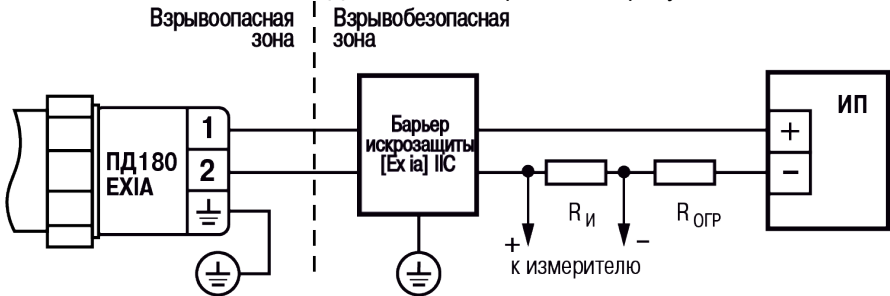 Взрывоопасная
зона
Взрывобезопасная
зона
ПД180
EXIA
1
2
Барьер
искрозащиты
[Ex ia] IIC
ИП
+
−
R И
R ОГР
+
−
к измерителю